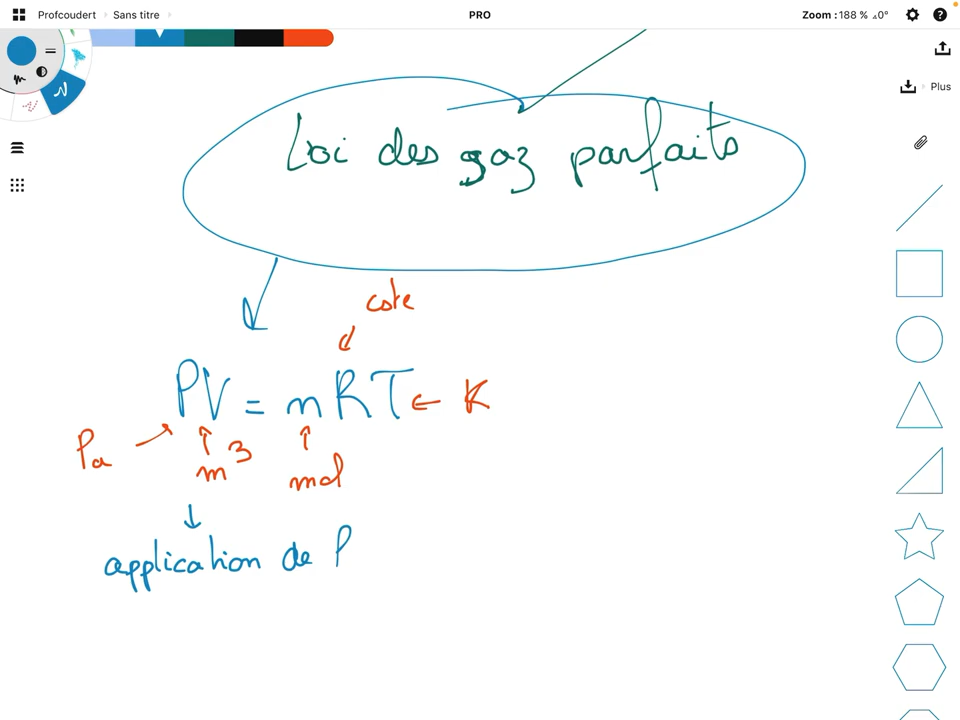 Profcoudert Sans titre PRO Zoom : 188 % ⊿0°
Plus
Loi des gaz parfaits
cste
PV = nRT ← K
Pa → ↑ ↑
m3 mol
application de P